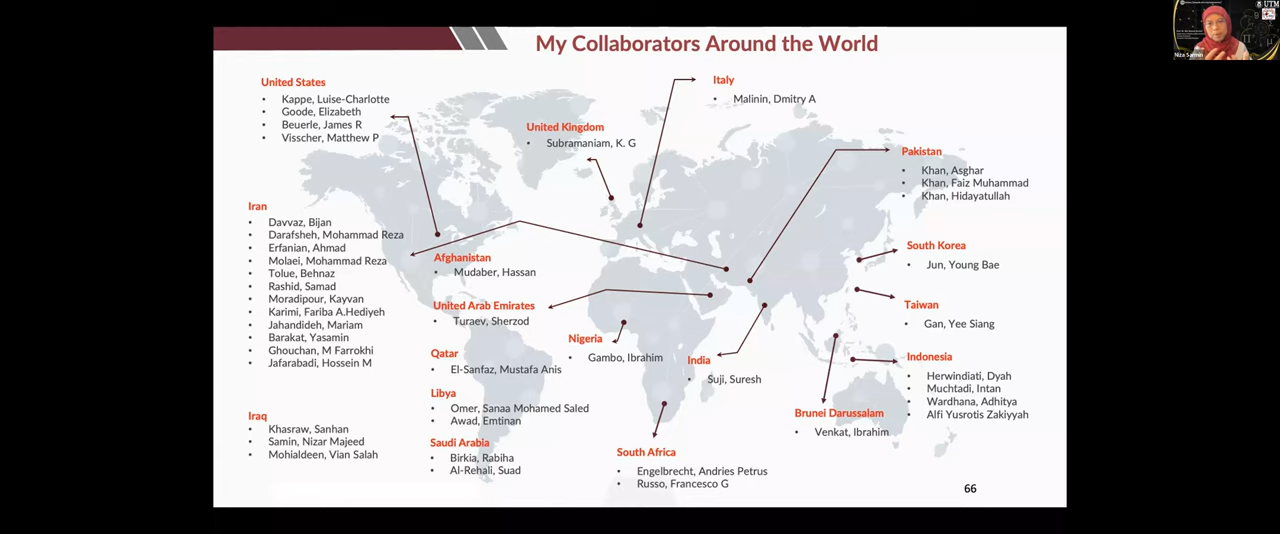 My Collaborators Around the World
United States
• Kappe, Luise-Charlotte
• Goode, Elizabeth
• Beuerle, James R
• Visscher, Matthew P
Iran
• Davvaz, Bijan
• Darafsheh, Mohammad Reza
• Erfanian, Ahmad
• Molaei, Mohammad Reza
• Tolue, Behnaz
• Rashid, Samad
• Moradipour, Kayvan
• Karimi, Fariba A.Hediyeh
• Jahandideh, Mariam
• Barakat, Yasamin
• Ghouchan, M Farrokhi
• Jafarabadi, Hossein M
Iraq
• Khasraw, Sanhan
• Samin, Nizar Majeed
• Mohialdeen, Vian Salah
United Kingdom
• Subramaniam, K. G
Afghanistan
• Mudaber, Hassan
United Arab Emirates
• Turaev, Sherzod
Qatar
• El-Sanfaz, Mustafa Anis
Libya
• Omer, Sanaa Mohamed Saled
• Awad, Emtinan
Saudi Arabia
• Birkia, Rabiha
• Al-Rehali, Suad
Nigeria
• Gambo, Ibrahim
South Africa
• Engelbrecht, Andries Petrus
• Russo, Francesco G
Italy
• Malinin, Dmitry A
India
• Suji, Suresh
Brunei Darussalam
• Venkat, Ibrahim
Pakistan
• Khan, Asghar
• Khan, Faiz Muhammad
• Khan, Hidayatullah
South Korea
• Jun, Young Bae
Taiwan
• Gan, Yee Siang
Indonesia
• Herwindiati, Dyah
• Muchtadi, Intan
• Wardhana, Adhitya
• Alfi Yusrotis Zakiyyah
66
UTM
Niza Sarmin